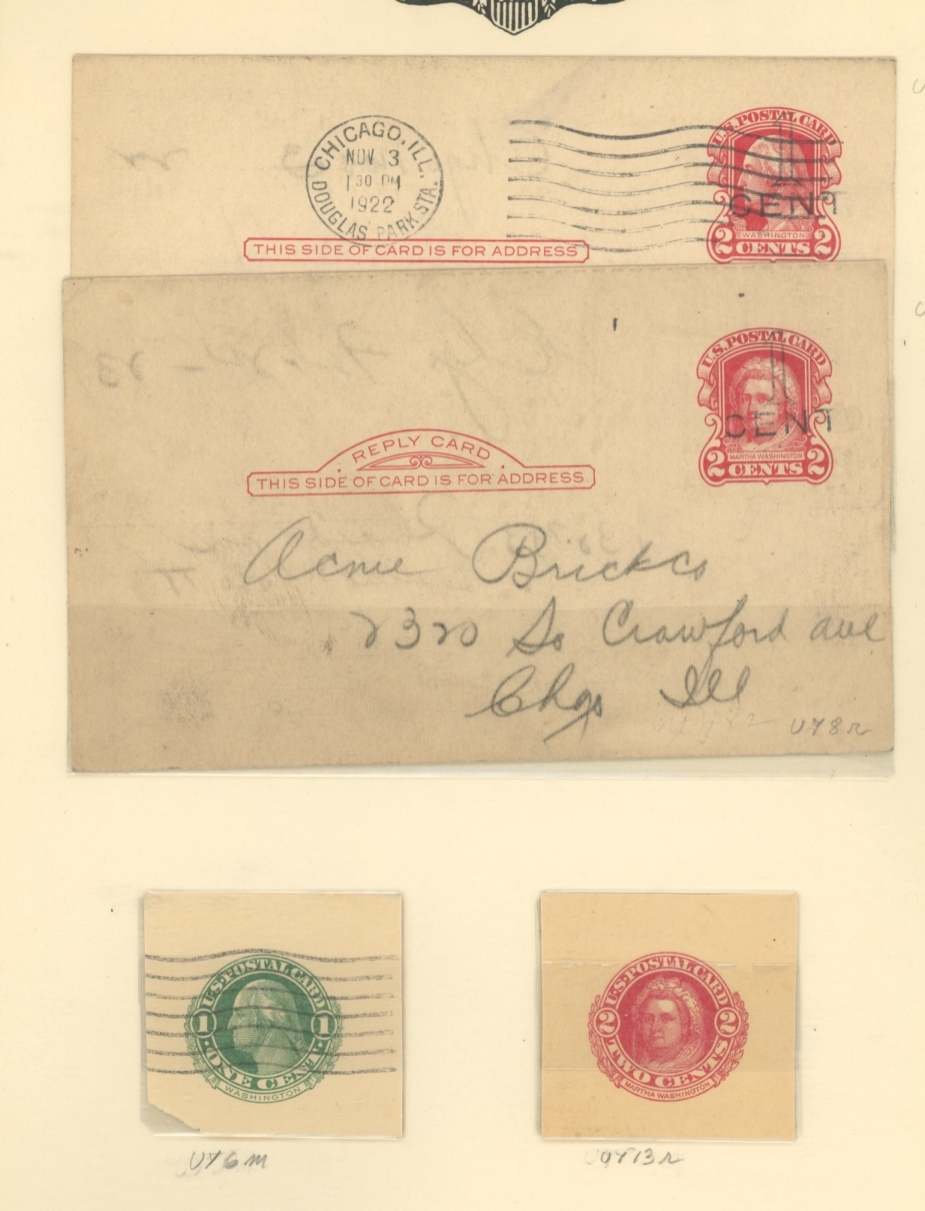 CHICAGO, ILL.
NOV 3
1 30 PM
1922
DOUGLAS PARK STA.
U.S. POSTAL CARD
1
CENT
WASHINGTON
2 CENTS 2
THIS SIDE OF CARD IS FOR ADDRESS
U.S. POSTAL CARD
1
CENT
MARTHA WASHINGTON
2 CENTS 2
REPLY CARD
THIS SIDE OF CARD IS FOR ADDRESS
Acme Brick Co
2320 So Crawford ave
Chgo Ill
UY8r
U.S. POSTAL CARD
1 1
ONE CENT
WASHINGTON
UY6m
U.S. POSTAL CARD
2 2
TWO CENTS
MARTHA WASHINGTON
UY13r